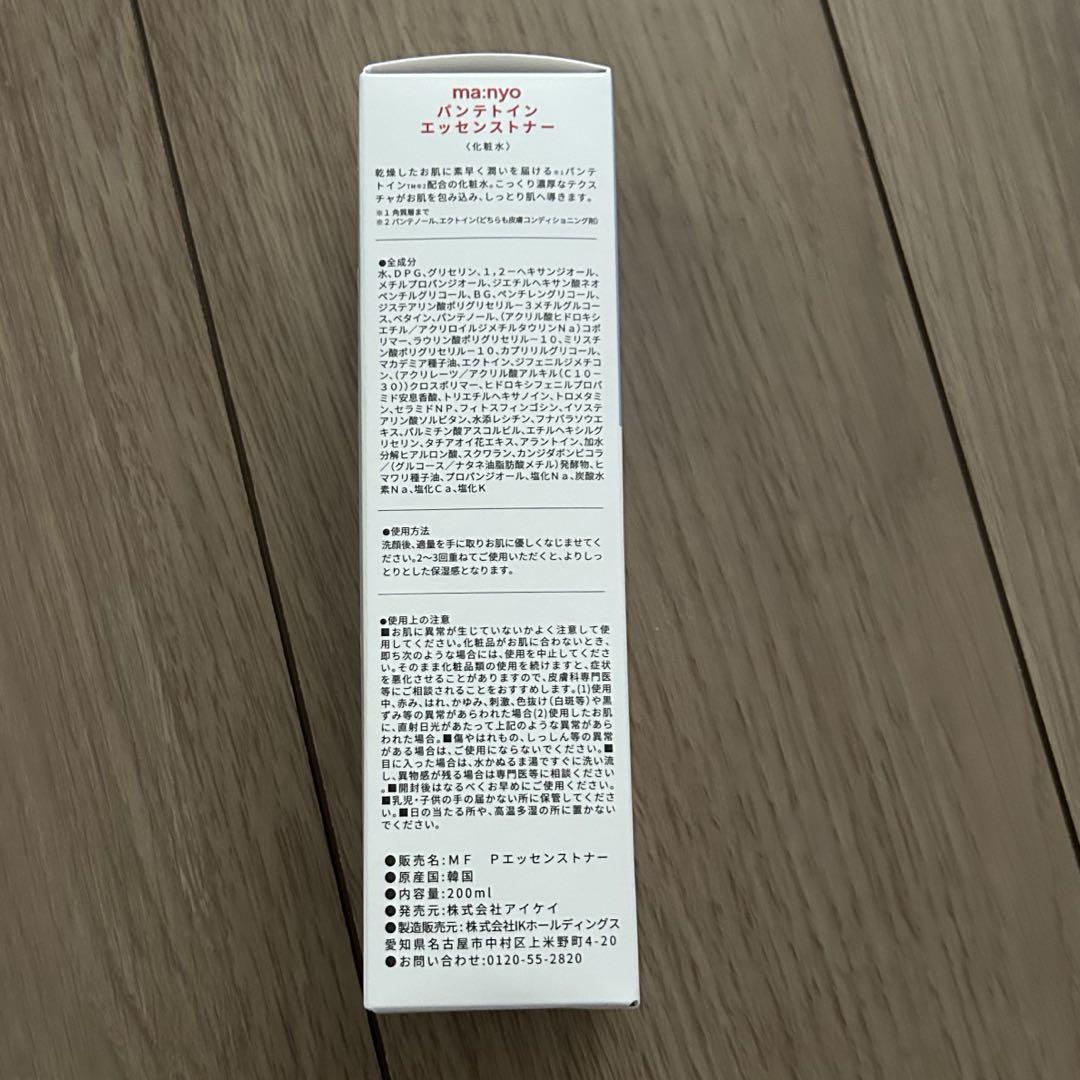 ma:nyo
パンテトイン
エッセンストナー
〈化粧水〉
乾燥したお肌に素早く潤いを届ける※1パンテ
トインTM※2配合の化粧水。こっくり濃厚なテクス
チャがお肌を包み込み、しっとり肌へ導きます。
※1 角質層まで
※2 パンテノール、エクトイン(どちらも皮膚コンディショニング剤)
●全成分
水、DPG、グリセリン、1,2-ヘキサンジオール、
メチルプロパンジオール、ジエチルヘキサン酸ネオ
ペンチルグリコール、BG、ペンチレングリコール、
ジステアリン酸ポリグリセリル-3メチルグルコー
ス、ベタイン、パンテノール、(アクリル酸ヒドロキシ
エチル/アクリロイルジメチルタウリンNa)コポ
リマー、ラウリン酸ポリグリセリル-10、ミリスチ
ン酸ポリグリセリル-10、カプリリルグリコール、
マカデミア種子油、エクトイン、ジフェニルジメチコ
ン、(アクリレーツ/アクリル酸アルキル(C10-
30))クロスポリマー、ヒドロキシフェニルプロパ
ミド安息香酸、トリエチルヘキサノイン、トロメタミ
ン、セラミドNP、フィトスフィンゴシン、イソステ
アリン酸ソルビタン、水添レシチン、フナバラソウエ
キス、パルミチン酸アスコルビル、エチルヘキシルグ
リセリン、タチアオイ花エキス、アラントイン、加水
分解ヒアルロン酸、スクワラン、カンジダボンビコラ
/(グルコース/ナタネ油脂肪酸メチル)発酵物、ヒ
マワリ種子油、プロパンジオール、塩化Na、炭酸水
素Na、塩化Ca、塩化K
●使用方法
洗顔後、適量を手に取りお肌に優しくなじませてく
ださい。2〜3回重ねてご使用いただくと、よりしっ
とりとした保湿感となります。
●使用上の注意
■お肌に異常が生じていないかよく注意して使
用してください。化粧品がお肌に合わないとき、
即ち次のような場合には、使用を中止してくださ
い。そのまま化粧品類の使用を続けますと、症状
を悪化させることがありますので、皮膚科専門医
等にご相談されることをおすすめします。(1)使用
中、赤み、はれ、かゆみ、刺激、色抜け(白斑等)や黒
ずみ等の異常があらわれた場合(2)使用したお肌
に、直射日光があたって上記のような異常があら
われた場合。■傷やはれもの、しっしん等の異常
がある場合は、ご使用にならないでください。■
目に入った場合は、水かぬるま湯ですぐに洗い流
し、異物感が残る場合は専門医等に相談ください
。■開封後はなるべくお早めにご使用ください。
■乳児・子供の手の届かない所に保管してくださ
い。■日の当たる所や、高温多湿の所に置かない
でください。
●販売名:MF Pエッセンストナー
●原産国:韓国
●内容量:200ml
●発売元:株式会社アイケイ
●製造販売元:株式会社IKホールディングス
愛知県名古屋市中村区上米野町4-20
●お問い合わせ:0120-55-2820